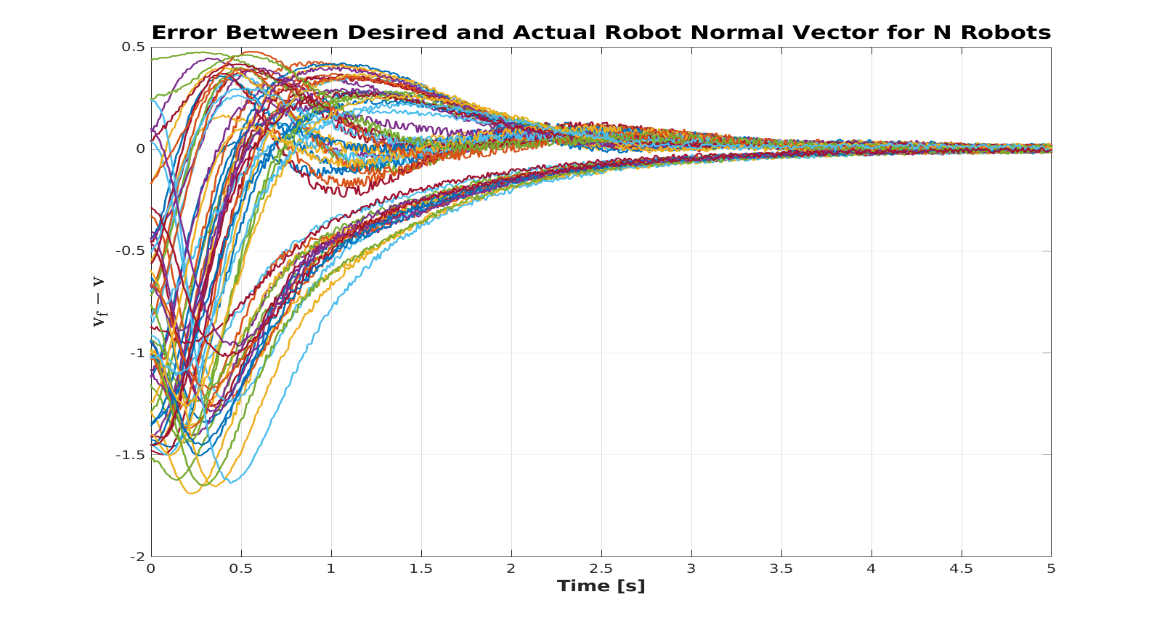 Error Between Desired and Actual Robot Normal Vector for N Robots
0.5
0
-0.5
-1
-1.5
-2
v_f − v
0 0.5 1 1.5 2 2.5 3 3.5 4 4.5 5
Time [s]